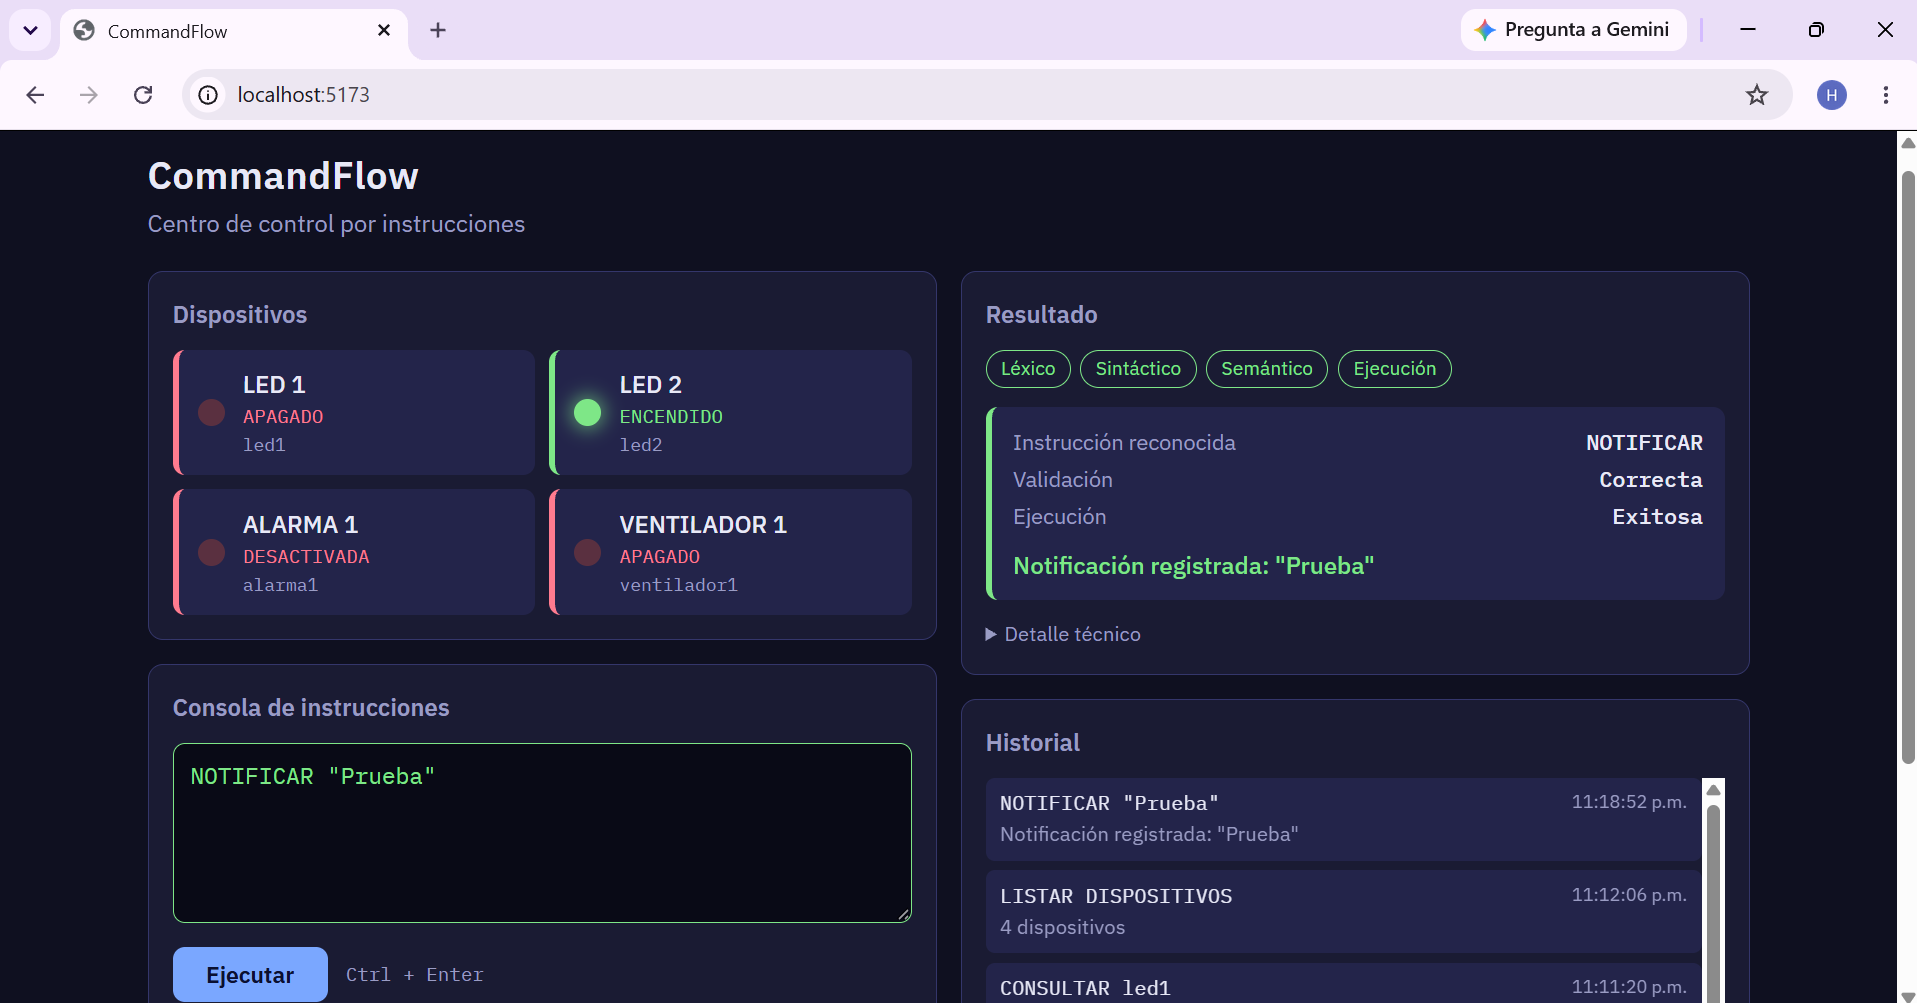 CommandFlow
Pregunta a Gemini
localhost:5173
H
CommandFlow
Centro de control por instrucciones
Dispositivos
LED 1
APAGADO
led1
LED 2
ENCENDIDO
led2
ALARMA 1
DESACTIVADA
alarma1
VENTILADOR 1
APAGADO
ventilador1
Consola de instrucciones
NOTIFICAR "Prueba"
Ejecutar
Ctrl + Enter
Resultado
Léxico
Sintáctico
Semántico
Ejecución
Instrucción reconocida NOTIFICAR
Validación Correcta
Ejecución Exitosa
Notificación registrada: "Prueba"
Detalle técnico
Historial
NOTIFICAR "Prueba" 11:18:52 p.m.
Notificación registrada: "Prueba"
LISTAR DISPOSITIVOS 11:12:06 p.m.
4 dispositivos
CONSULTAR led1 11:11:20 p.m.